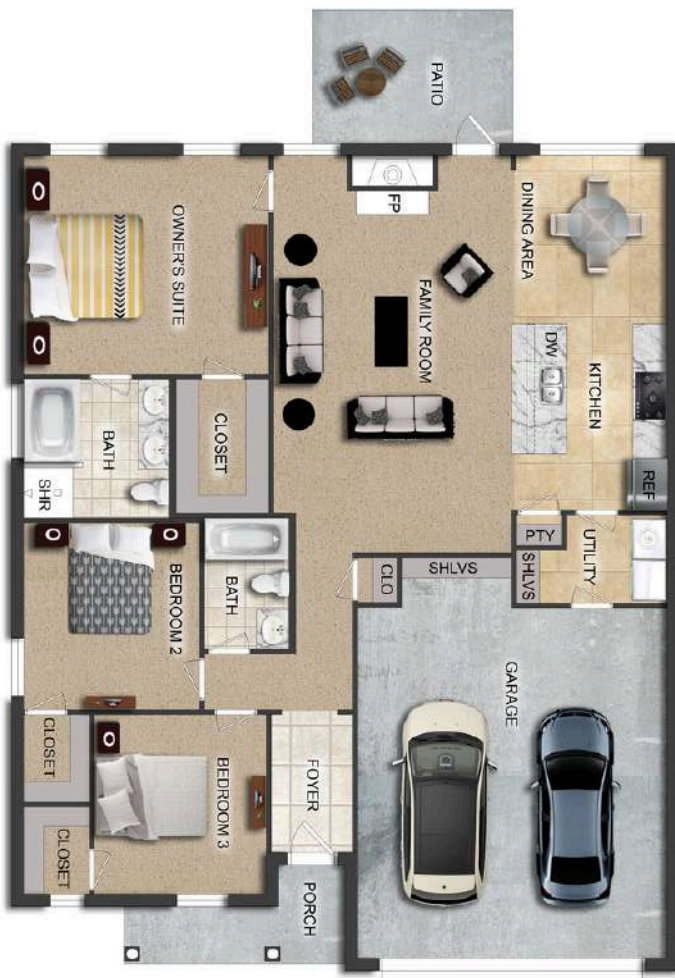 PATIO
OWNER'S SUITE
FP
DINING AREA
FAMILY ROOM
DW
KITCHEN
REF
BATH
CLOSET
SHR
PTY
UTILITY
SHLVS
SHLVS
CLO
BATH
BEDROOM 2
GARAGE
CLOSET
FOYER
BEDROOM 3
CLOSET
PORCH